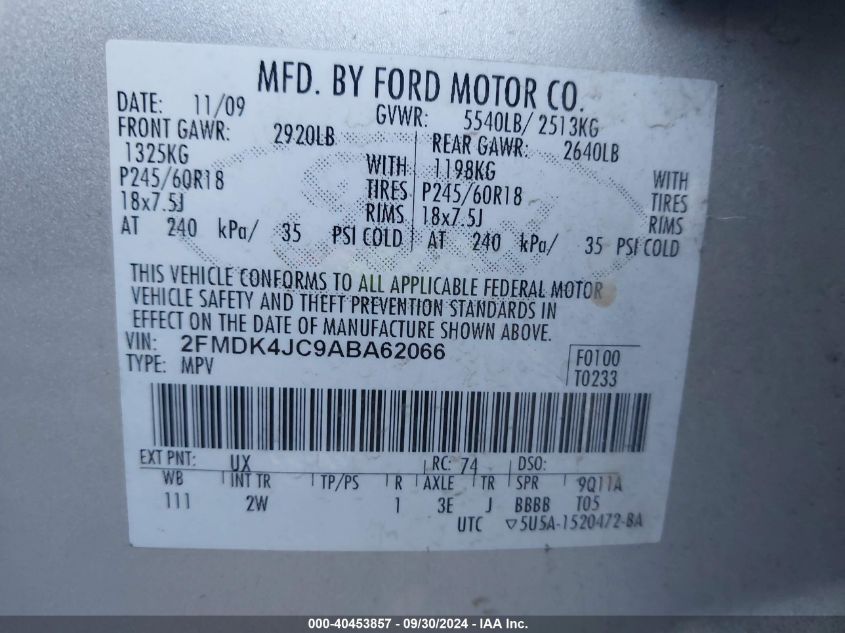 MFD. BY FORD MOTOR CO.
DATE: 11/09 GVWR: 5540LB/ 2513KG
FRONT GAWR: 2920LB REAR GAWR: 2640LB
1325KG WITH 1198KG WITH
P245/60R18 TIRES P245/60R18 TIRES
18x7.5J RIMS 18x7.5J RIMS
AT 240 kPa/ 35 PSI COLD AT 240 kPa/ 35 PSI COLD
THIS VEHICLE CONFORMS TO ALL APPLICABLE FEDERAL MOTOR
VEHICLE SAFETY AND THEFT PREVENTION STANDARDS IN
EFFECT ON THE DATE OF MANUFACTURE SHOWN ABOVE.
VIN: 2FMDK4JC9ABA62066 F0100
TYPE: MPV T0233
EXT PNT: UX RC: 74 DSO:
WB INT TR TP/PS R AXLE TR SPR 9Q11A
111 2W 1 3E J BBBB T05
UTC ▽5U5A-1520472-BA
000-40453857 - 09/30/2024 - IAA Inc.